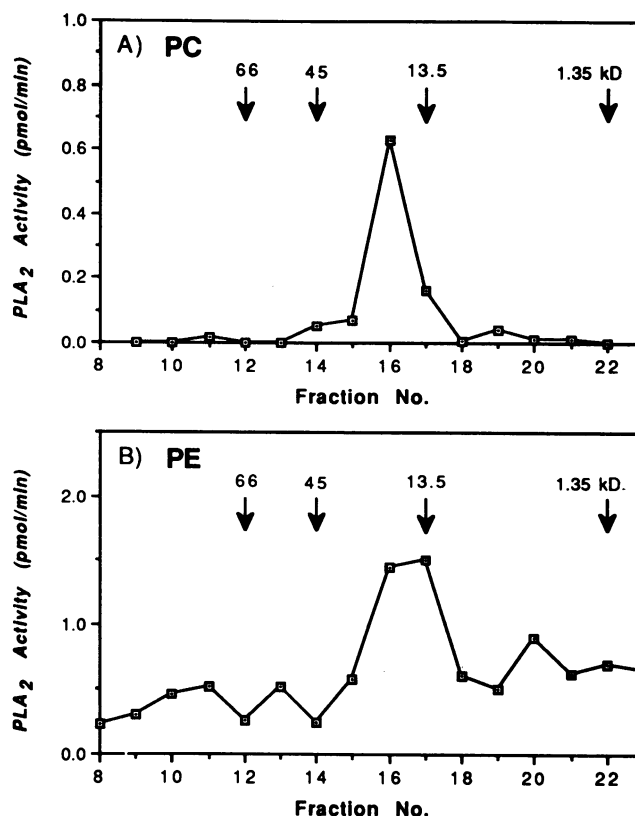 A) PC
66 45 13.5 1.35 kD
PLA2 Activity (pmol/min)
1.0
0.8
0.6
0.4
0.2
0.0
8 10 12 14 16 18 20 22
Fraction No.
B) PE
66 45 13.5 1.35 kD.
PLA2 Activity (pmol/min)
2.0
1.0
0.0
8 10 12 14 16 18 20 22
Fraction No.